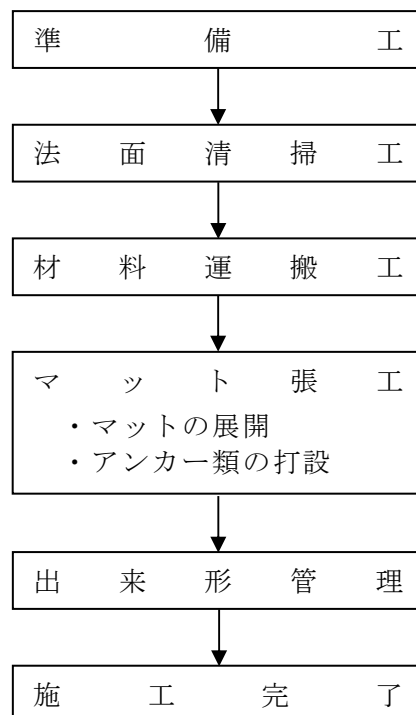 準備工
法面清掃工
材料運搬工
マット張工
・マットの展開
・アンカー類の打設
出来形管理
施工完了